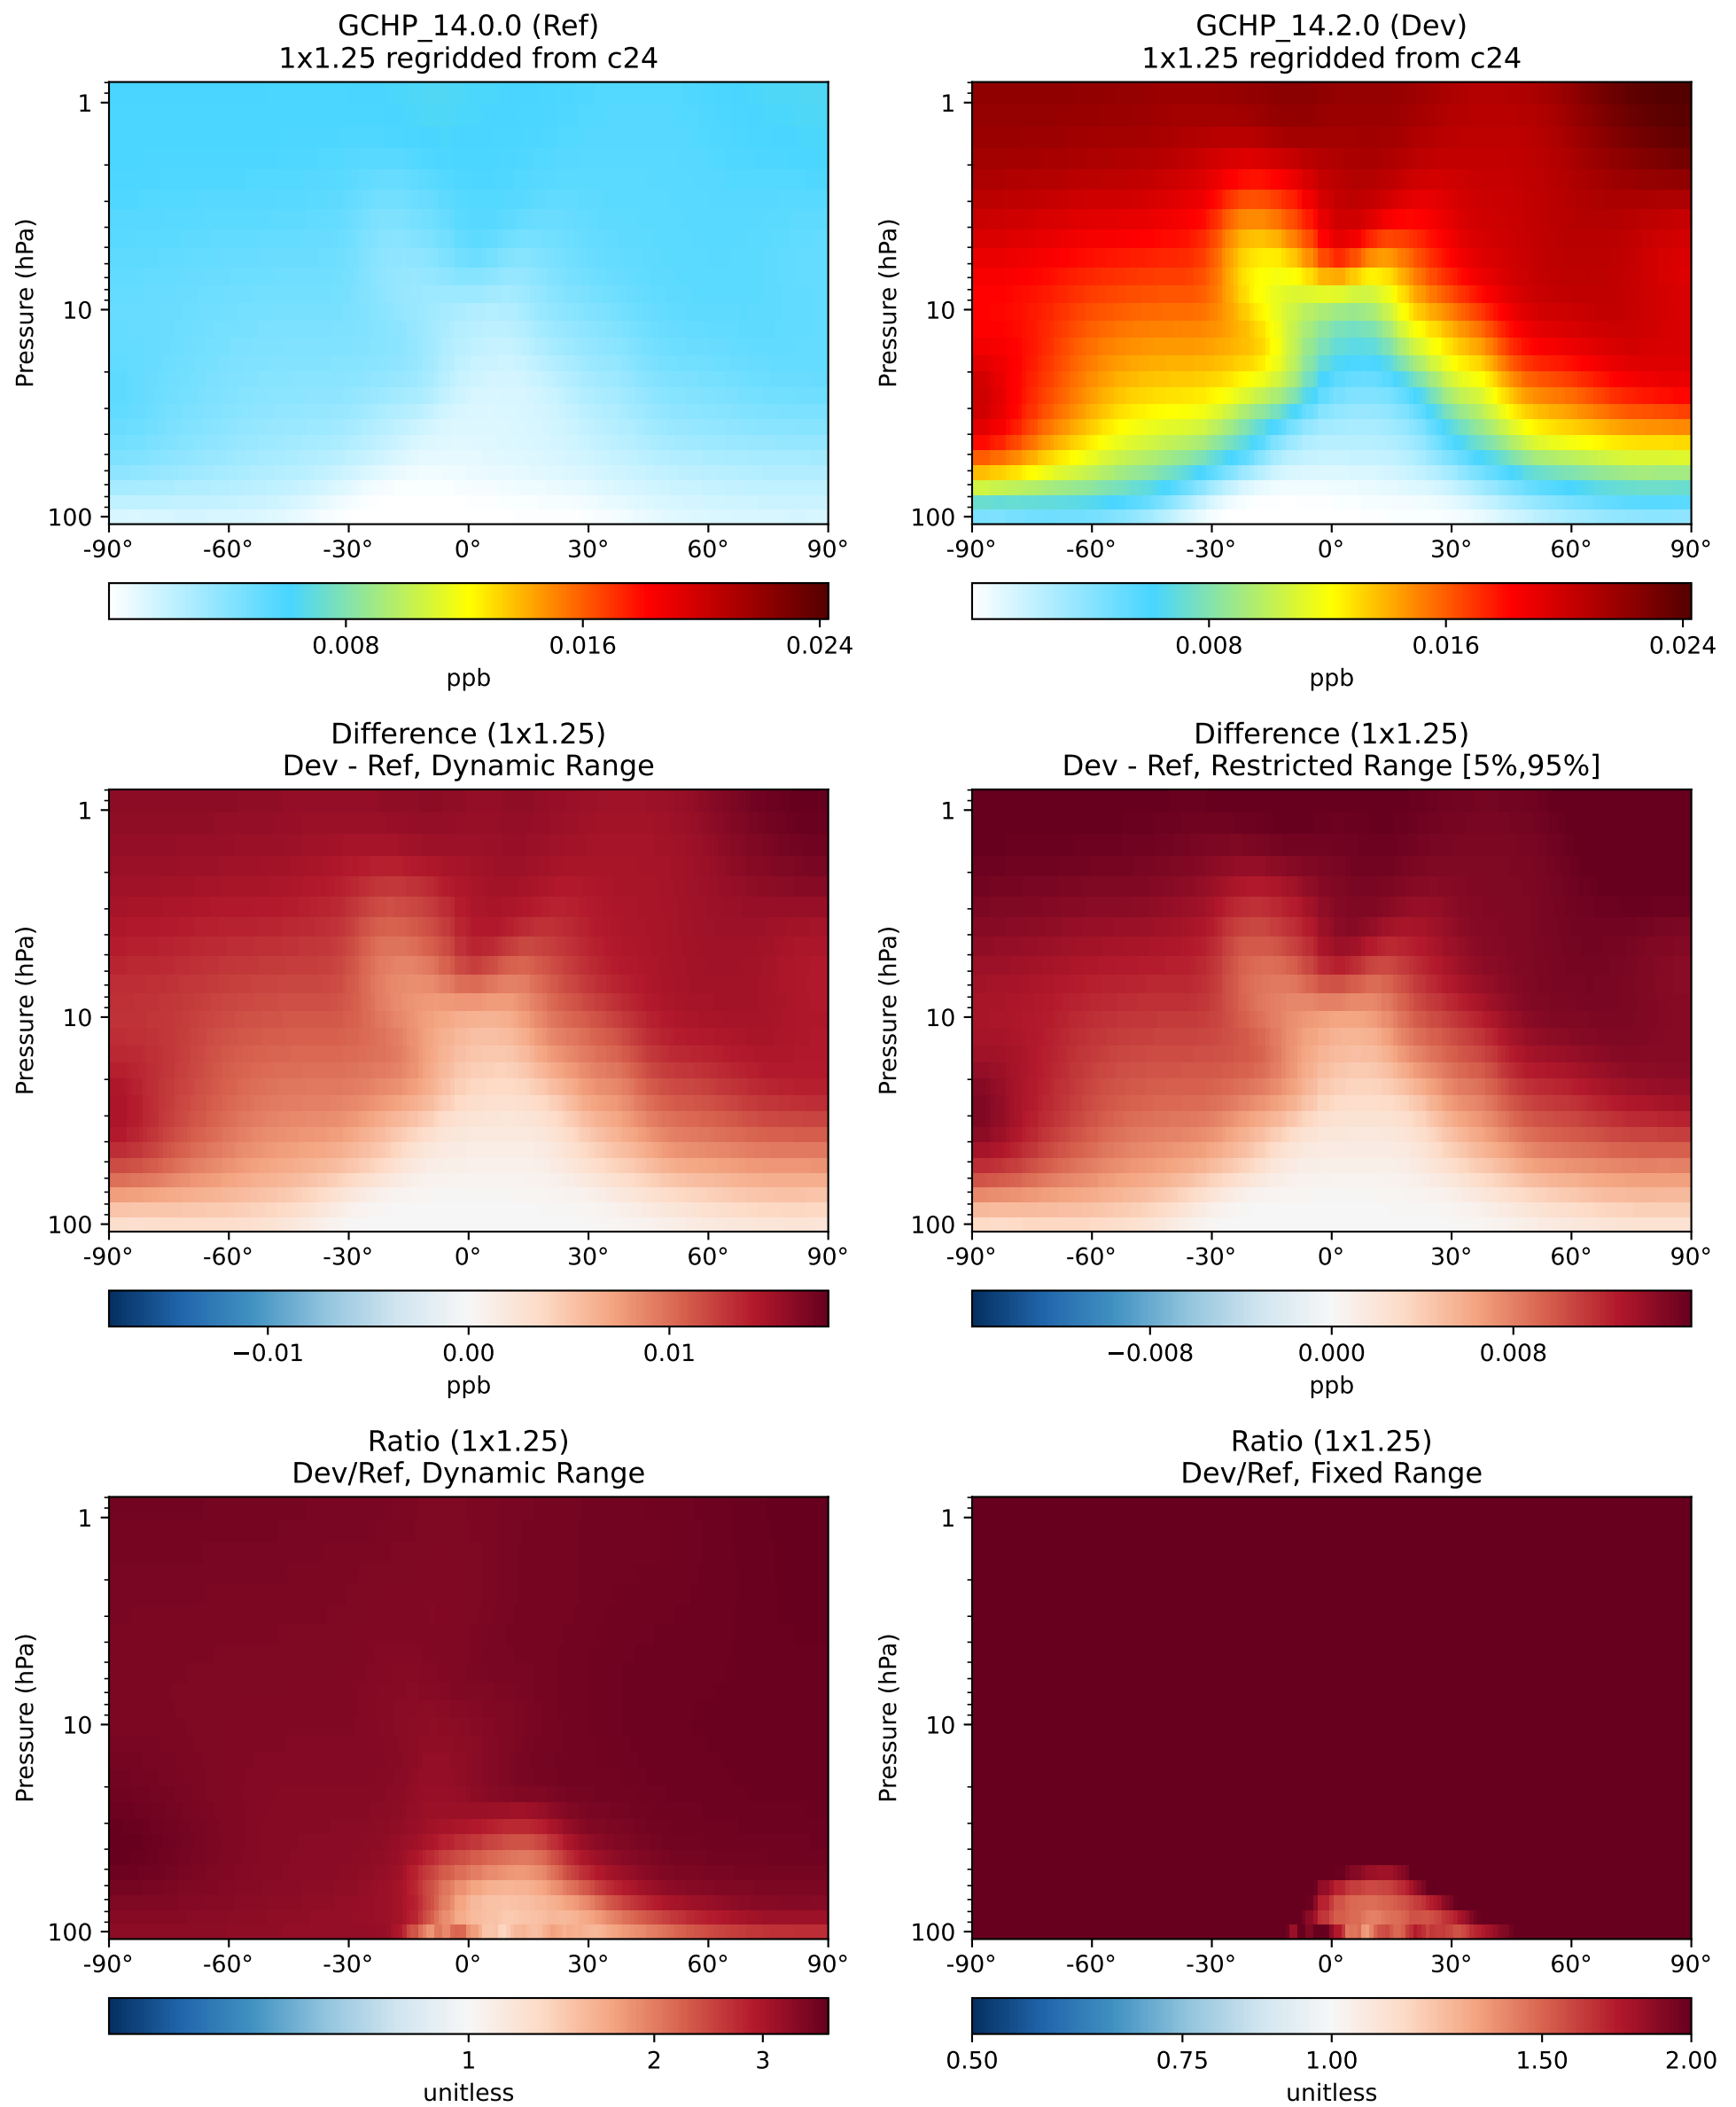 GCHP_14.0.0 (Ref)
1x1.25 regridded from c24
Pressure (hPa)
1
10
100
-90° -60° -30° 0° 30° 60° 90°
0.008 0.016 0.024
ppb
GCHP_14.2.0 (Dev)
1x1.25 regridded from c24
Pressure (hPa)
1
10
100
-90° -60° -30° 0° 30° 60° 90°
0.008 0.016 0.024
ppb
Difference (1x1.25)
Dev - Ref, Dynamic Range
Pressure (hPa)
1
10
100
-90° -60° -30° 0° 30° 60° 90°
−0.01 0.00 0.01
ppb
Difference (1x1.25)
Dev - Ref, Restricted Range [5%,95%]
Pressure (hPa)
1
10
100
-90° -60° -30° 0° 30° 60° 90°
−0.008 0.000 0.008
ppb
Ratio (1x1.25)
Dev/Ref, Dynamic Range
Pressure (hPa)
1
10
100
-90° -60° -30° 0° 30° 60° 90°
1 2 3
unitless
Ratio (1x1.25)
Dev/Ref, Fixed Range
Pressure (hPa)
1
10
100
-90° -60° -30° 0° 30° 60° 90°
0.50 0.75 1.00 1.50 2.00
unitless